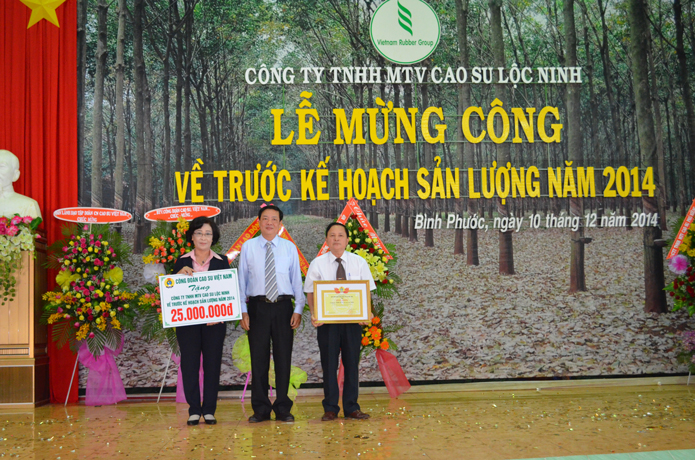 Vietnam Rubber Group
CÔNG TY TNHH MTV CAO SU LỘC NINH
LỄ MỪNG CÔNG
VỀ TRƯỚC KẾ HOẠCH SẢN LƯỢNG NĂM 2014
Bình Phước, ngày 10 tháng 12 năm 2014
CÔNG ĐOÀN CAO SU VIỆT NAM
Tặng
CÔNG TY TNHH MTV CAO SU LỘC NINH
VỀ TRƯỚC KẾ HOẠCH SẢN LƯỢNG NĂM 2014
25.000.000đ